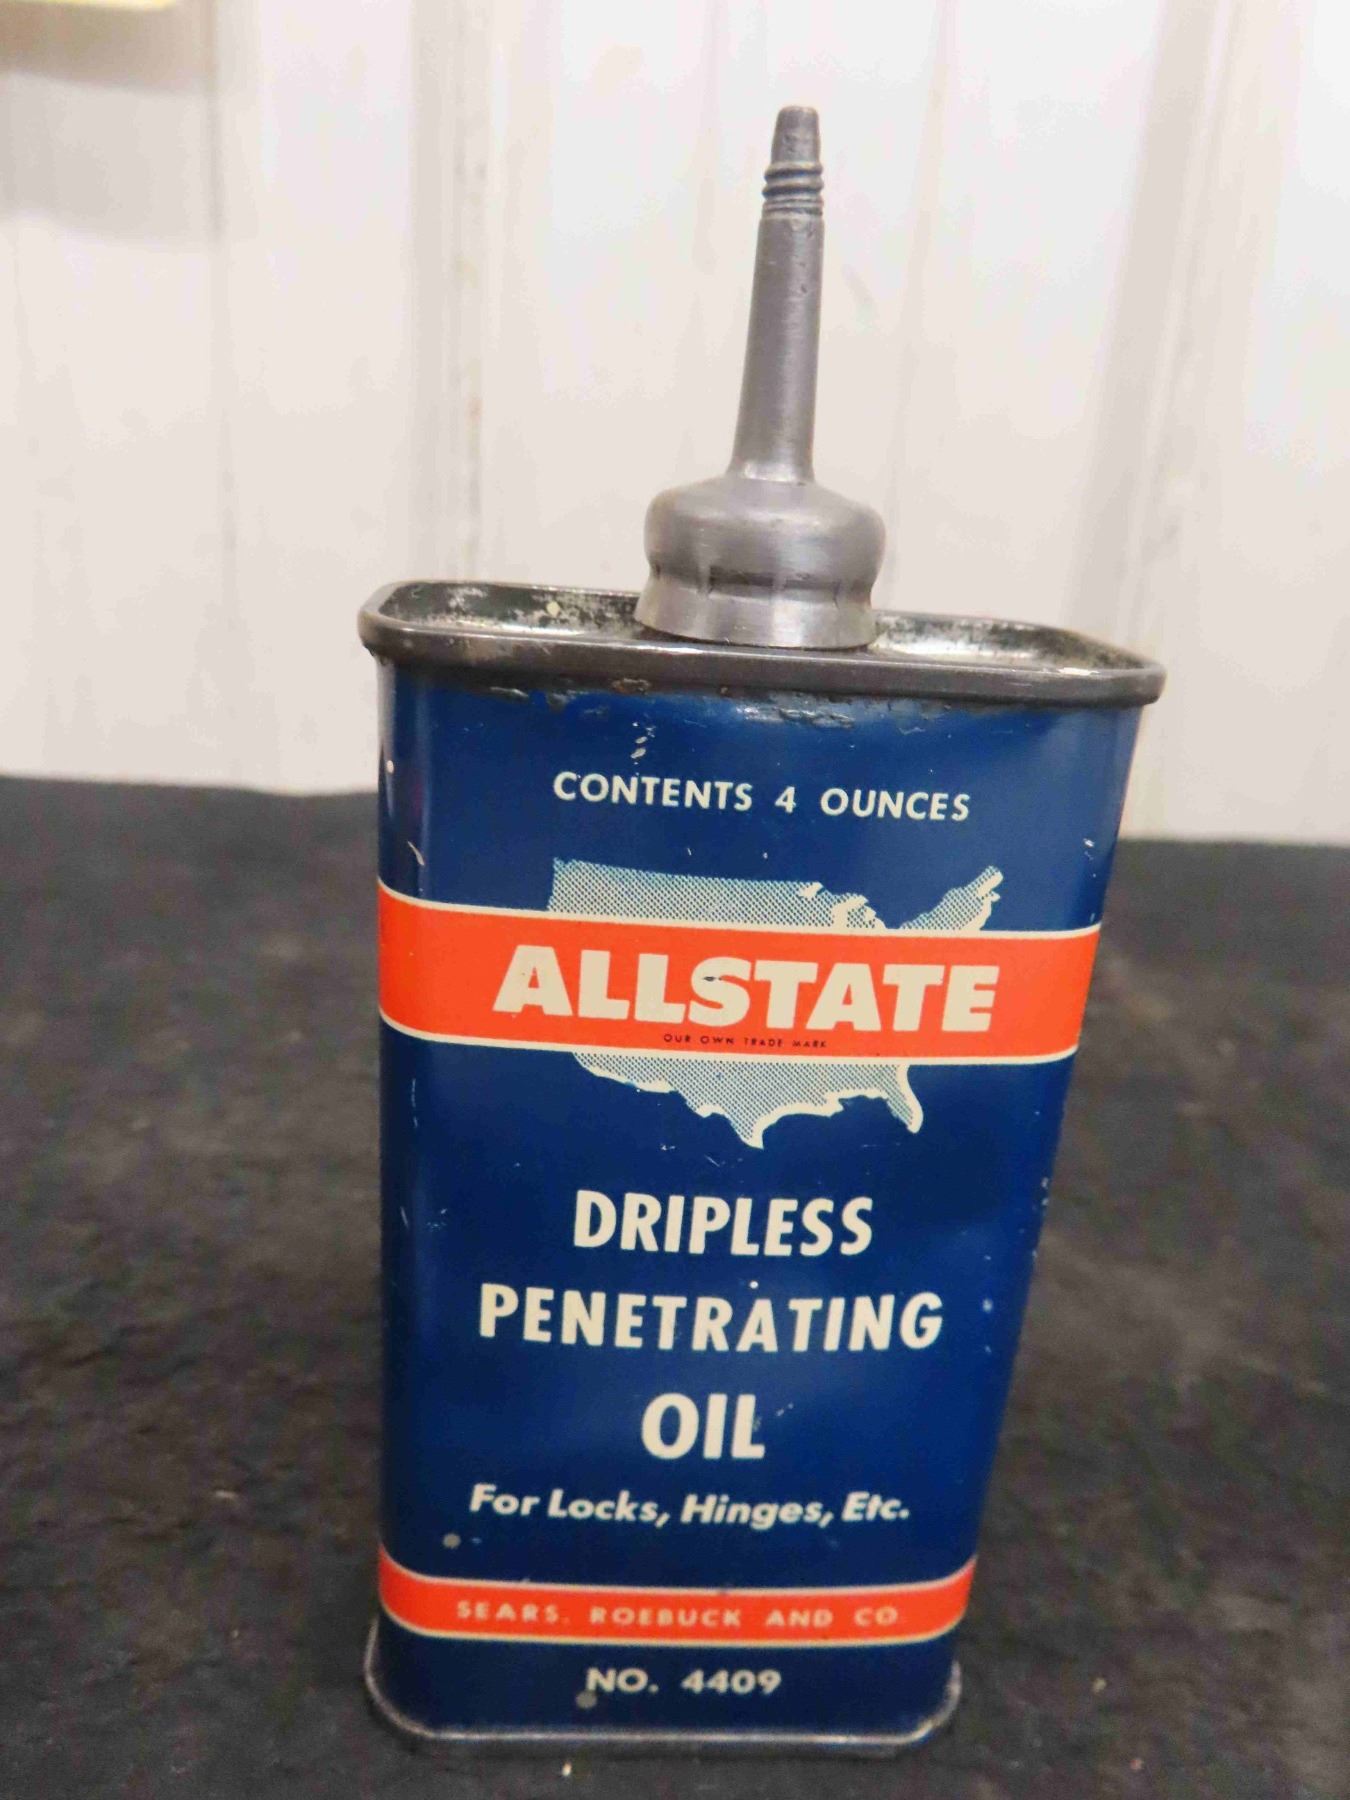 CONTENTS 4 OUNCES
ALLSTATE
OUR OWN TRADE MARK
DRIPLESS
PENETRATING
OIL
For Locks, Hinges, Etc.
SEARS, ROEBUCK AND CO.
NO. 4409